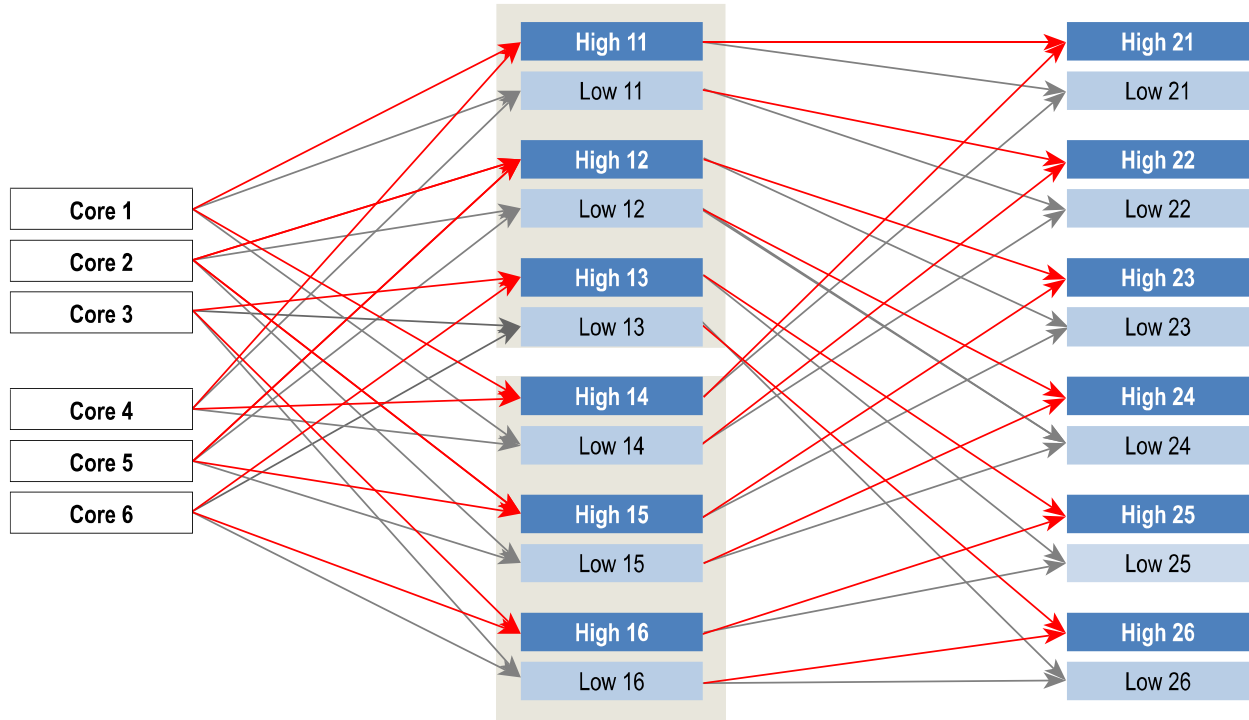 Core 1
Core 2
Core 3
Core 4
Core 5
Core 6
High 11
Low 11
High 12
Low 12
High 13
Low 13
High 14
Low 14
High 15
Low 15
High 16
Low 16
High 21
Low 21
High 22
Low 22
High 23
Low 23
High 24
Low 24
High 25
Low 25
High 26
Low 26